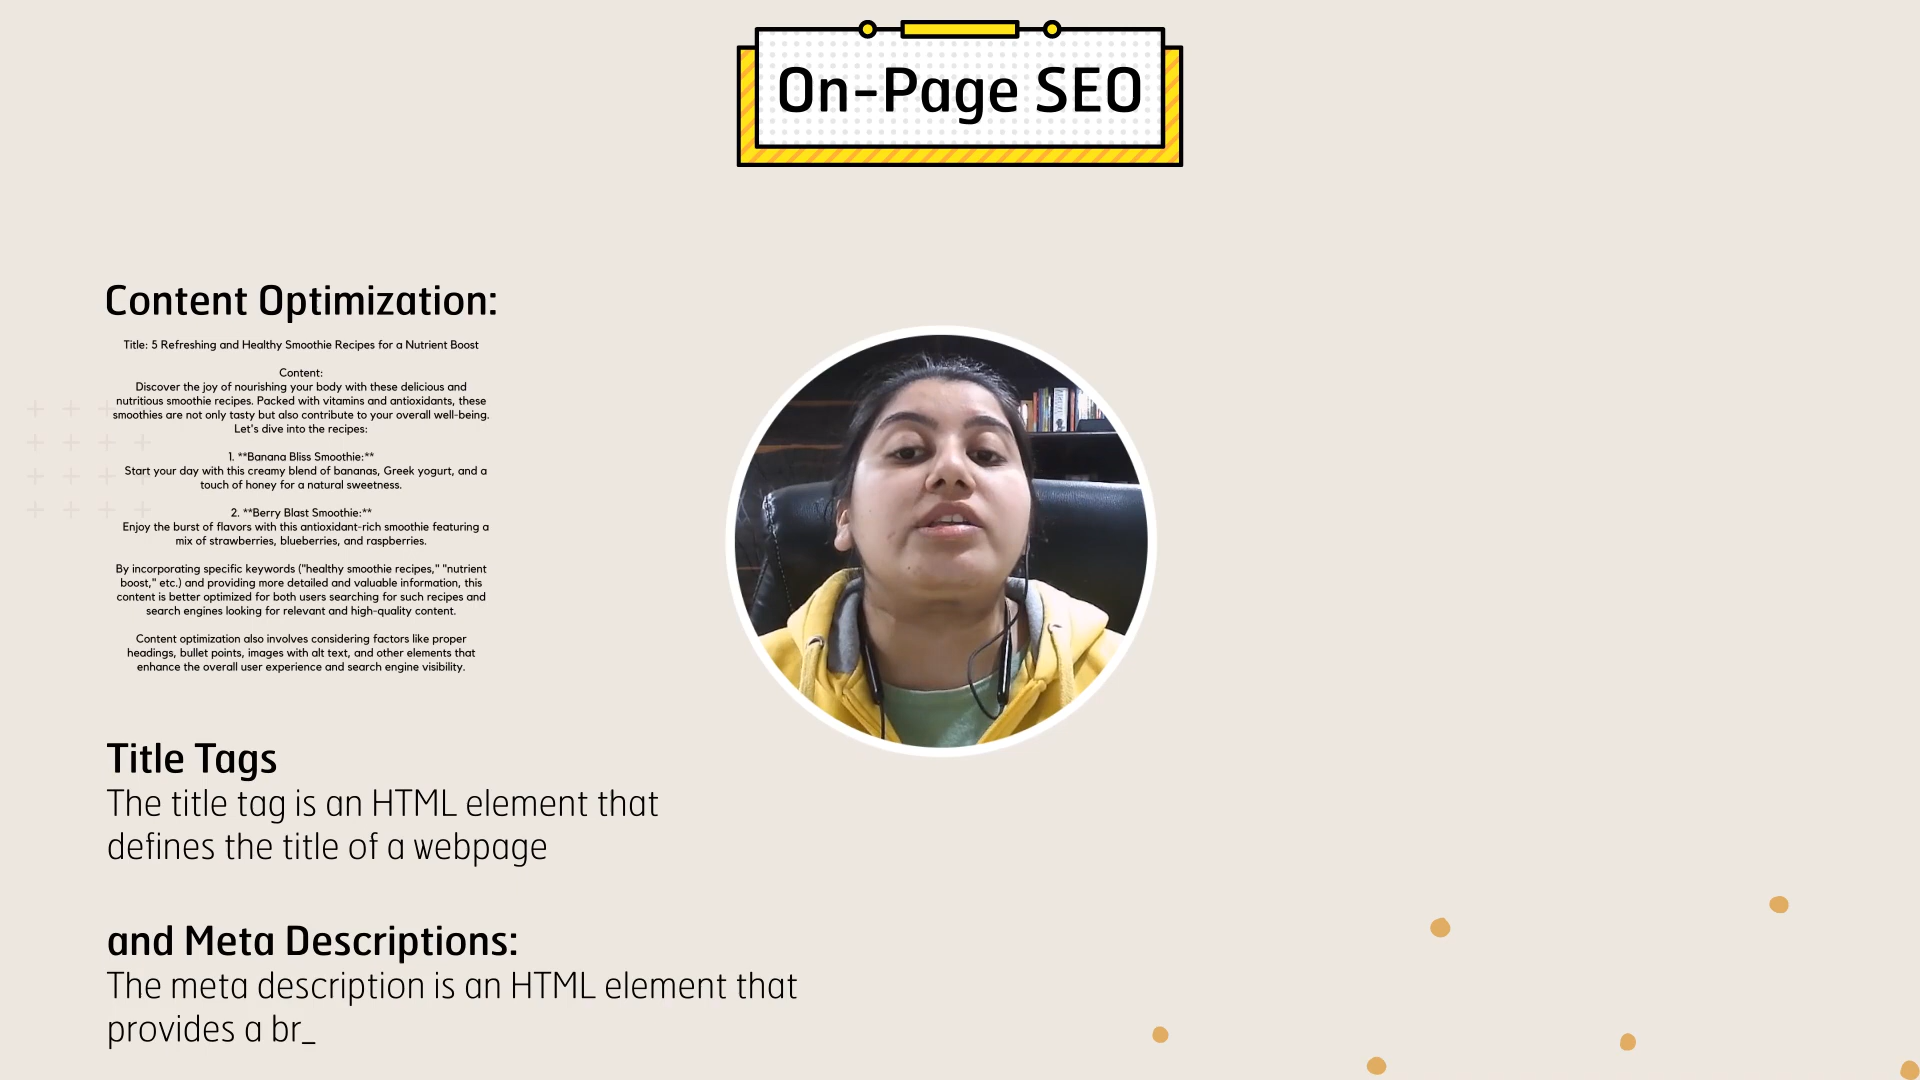 On-Page SEO
Content Optimization:
Title: 5 Refreshing and Healthy Smoothie Recipes for a Nutrient Boost
Content:
Discover the joy of nourishing your body with these delicious and
nutritious smoothie recipes. Packed with vitamins and antioxidants, these
smoothies are not only tasty but also contribute to your overall well-being.
Let's dive into the recipes:
1. **Banana Bliss Smoothie:**
Start your day with this creamy blend of bananas, Greek yogurt, and a
touch of honey for a natural sweetness.
2. **Berry Blast Smoothie:**
Enjoy the burst of flavors with this antioxidant-rich smoothie featuring a
mix of strawberries, blueberries, and raspberries.
By incorporating specific keywords ("healthy smoothie recipes," "nutrient
boost," etc.) and providing more detailed and valuable information, this
content is better optimized for both users searching for such recipes and
search engines looking for relevant and high-quality content.
Content optimization also involves considering factors like proper
headings, bullet points, images with alt text, and other elements that
enhance the overall user experience and search engine visibility.
Title Tags
The title tag is an HTML element that
defines the title of a webpage
and Meta Descriptions:
The meta description is an HTML element that
provides a br_